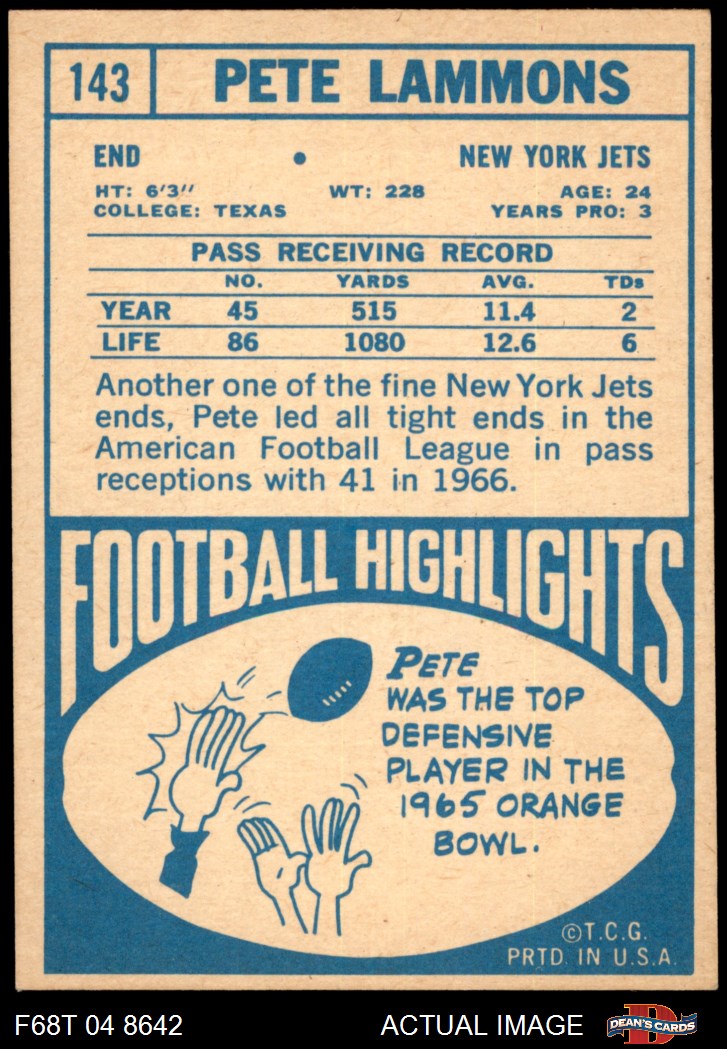 143 PETE LAMMONS
END • NEW YORK JETS
HT: 6'3" WT: 228 AGE: 24
COLLEGE: TEXAS YEARS PRO: 3
PASS RECEIVING RECORD
NO. YARDS AVG. TDs
YEAR 45 515 11.4 2
LIFE 86 1080 12.6 6
Another one of the fine New York Jets
ends, Pete led all tight ends in the
American Football League in pass
receptions with 41 in 1966.
FOOTBALL HIGHLIGHTS
PETE
WAS THE TOP
DEFENSIVE
PLAYER IN THE
1965 ORANGE
BOWL.
©T.C.G.
PRTD. IN U.S.A.
F68T 04 8642 ACTUAL IMAGE D DEAN'S CARDS